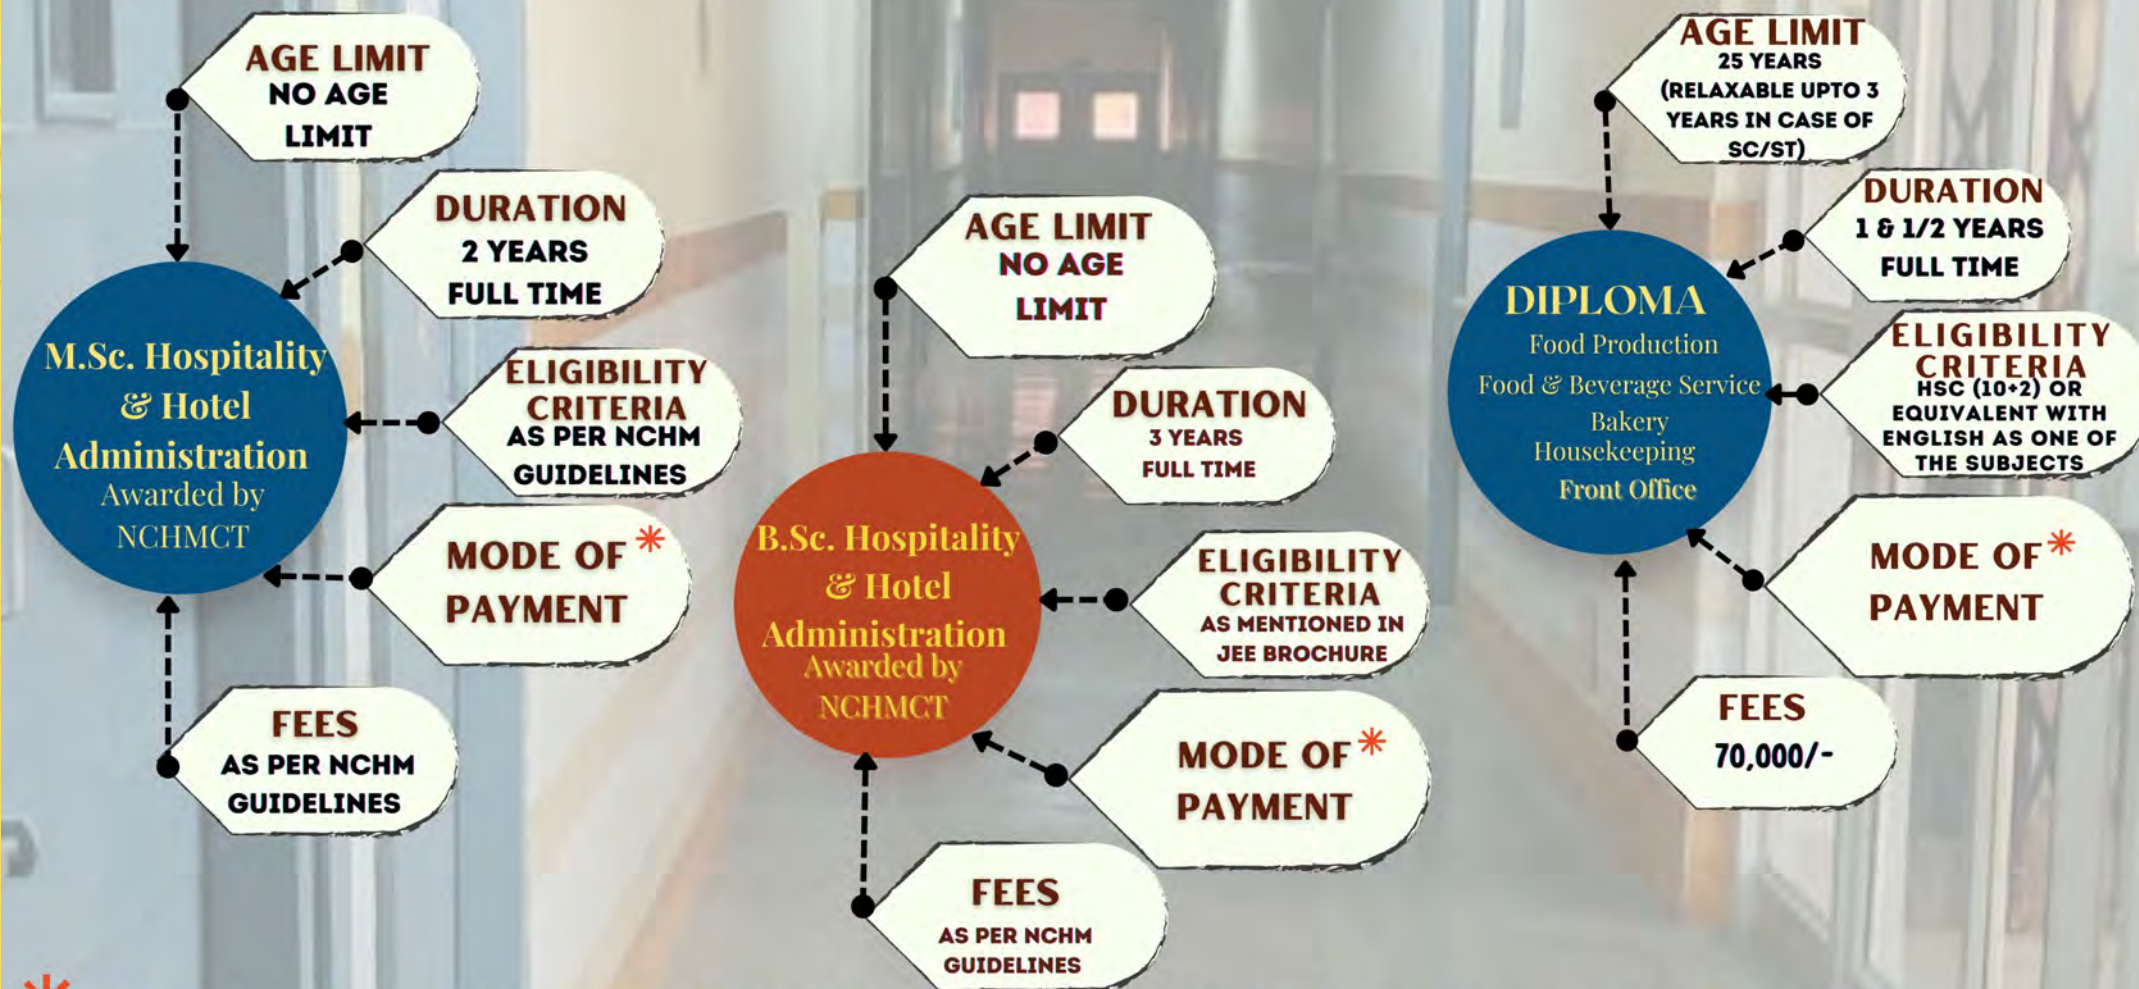 AGE LIMIT
NO AGE
LIMIT
DURATION
2 YEARS
FULL TIME
M.Sc. Hospitality
& Hotel
Administration
Awarded by
NCHMCT
ELIGIBILITY
CRITERIA
AS PER NCHM
GUIDELINES
MODE OF *
PAYMENT
FEES
AS PER NCHM
GUIDELINES
AGE LIMIT
NO AGE
LIMIT
DURATION
3 YEARS
FULL TIME
B.Sc. Hospitality
& Hotel
Administration
Awarded by
NCHMCT
ELIGIBILITY
CRITERIA
AS MENTIONED IN
JEE BROCHURE
MODE OF *
PAYMENT
FEES
AS PER NCHM
GUIDELINES
AGE LIMIT
25 YEARS
(RELAXABLE UPTO 3
YEARS IN CASE OF
SC/ST)
DURATION
1 & 1/2 YEARS
FULL TIME
DIPLOMA
Food Production
Food & Beverage Service
Bakery
Housekeeping
Front Office
ELIGIBILITY
CRITERIA
HSC (10+2) OR
EQUIVALENT WITH
ENGLISH AS ONE OF
THE SUBJECTS
MODE OF *
PAYMENT
FEES
70,000/-
*